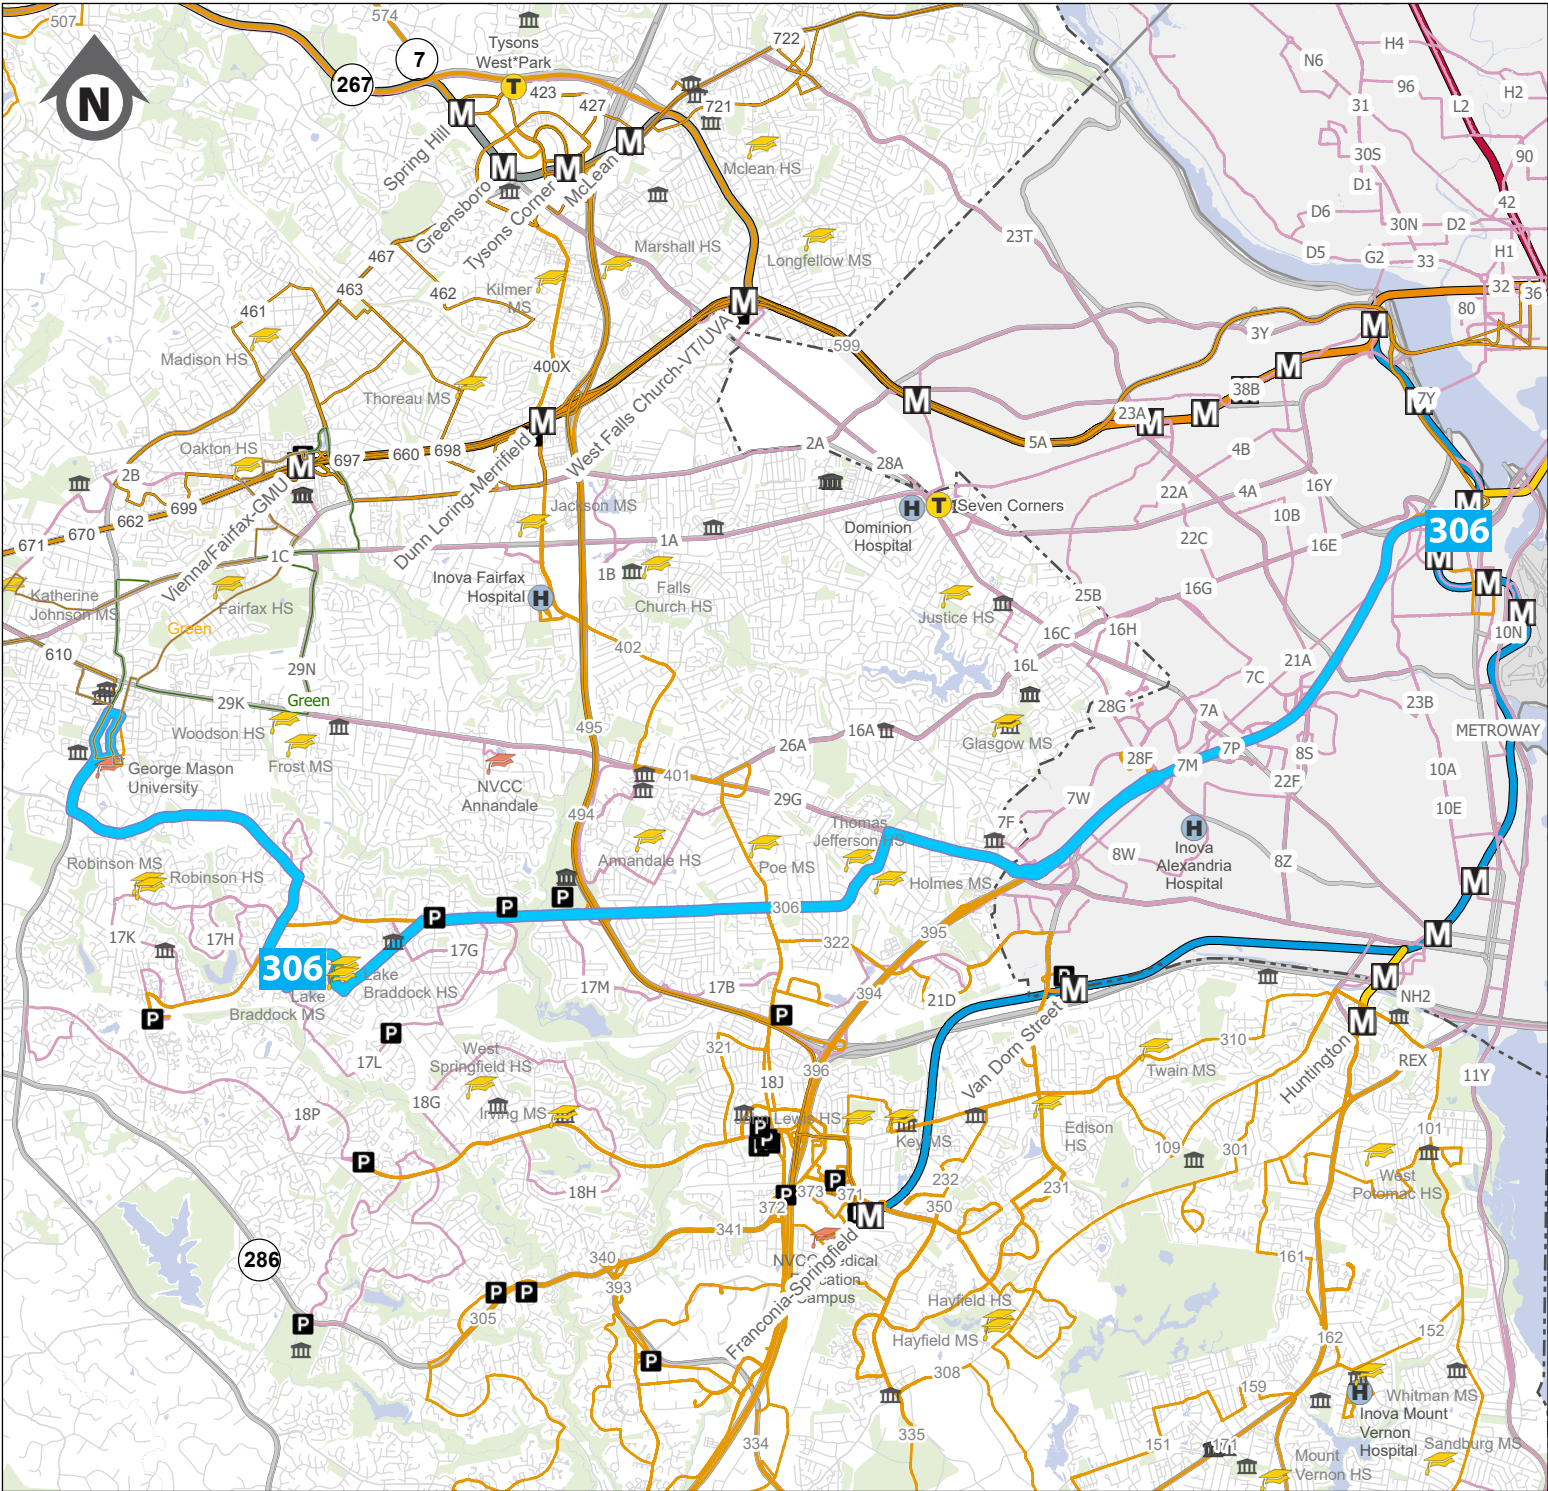 507
574
7
267
N
Tysons
West*Park
T
423
427
722
721
M
Spring Hill
Greensboro
Tysons Corner
McLean
Mclean HS
Marshall HS
Longfellow MS
Kilmer
MS
467
463
462
461
Madison HS
Thoreau MS
400X
Oakton HS
2B
697
660
698
699
662
670
671
Vienna/Fairfax-GMU
Dunn Loring-Merrifield
West Falls Church-VT/UVA
599
23T
N6
H4
96
H2
31
L2
30S
90
D1
42
D6
30N
D2
D5
G2
33
H1
32
36
80
3Y
38B
7Y
23A
5A
4B
2A
28A
22A
4A
16Y
10B
22C
16E
Seven Corners
T
H
Dominion
Hospital
Jackson MS
1A
1B
1C
Inova Fairfax
Hospital
H
Falls
Church HS
Justice HS
Katherine
Johnson MS
Fairfax HS
Green
610
29N
29K
Green
402
25B
16G
16C
16H
16L
21A
7C
10N
306
Woodson HS
Frost MS
George Mason
University
NVCC
Annandale
495
26A
16A
Glasgow MS
28G
7A
7P
8S
23B
METROWAY
28F
7M
22F
10A
10E
401
494
29G
7W
7F
Thomas
Jefferson HS
Annandale HS
Poe MS
Holmes MS
H
Inova
Alexandria
Hospital
8W
8Z
Robinson MS
Robinson HS
17K
17H
306
P
17G
306
Lake
Braddock HS
Lake
Braddock MS
322
395
17M
17B
394
21D
Van Dorn Street
NH2
Huntington
REX
11Y
17L
West
Springfield HS
18G
18P
Irving MS
321
396
18J
Lewis HS
Key MS
Edison
HS
Twain MS
310
109
301
101
West
Potomac HS
18H
373
371
372
232
350
231
341
340
393
305
286
NVCC
Campus
Franconia-Springfield
Hayfield HS
Hayfield MS
308
335
334
161
162
152
159
151
171
Whitman MS
H
Inova Mount
Vernon
Hospital
Sandburg MS
Mount
Vernon HS